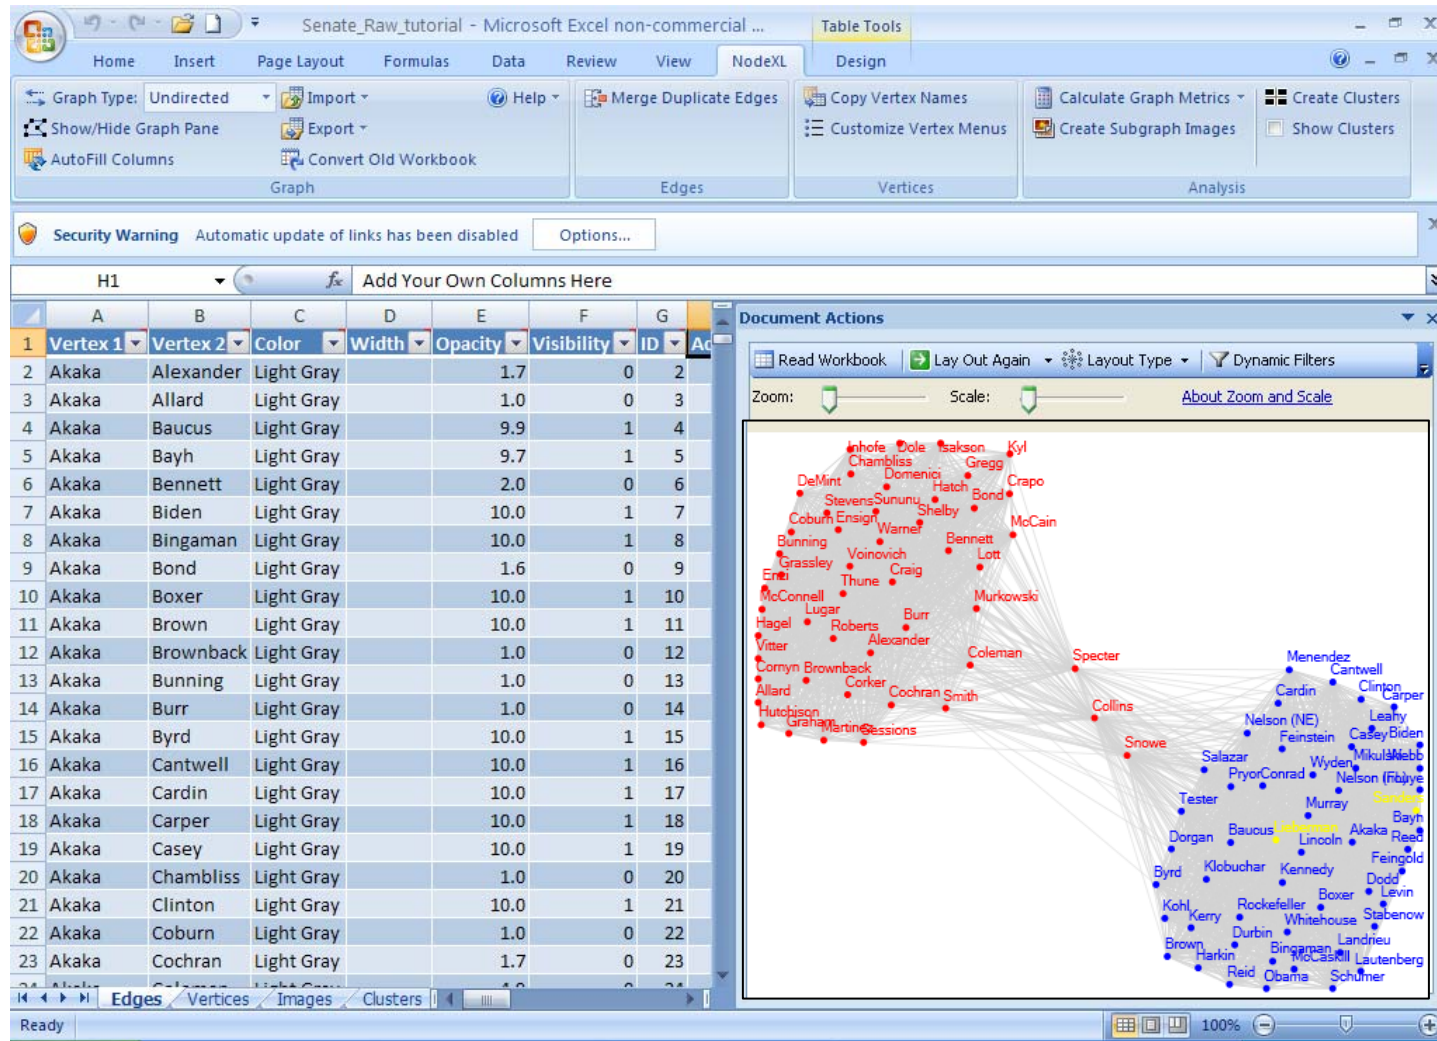 Senate_Raw_tutorial - Microsoft Excel non-commercial ...
Table Tools
Home Insert Page Layout Formulas Data Review View NodeXL Design
Graph Type: Undirected Import Help Merge Duplicate Edges Copy Vertex Names Calculate Graph Metrics Create Clusters
Show/Hide Graph Pane Export Customize Vertex Menus Create Subgraph Images Show Clusters
AutoFill Columns Convert Old Workbook
Graph Edges Vertices Analysis
Security Warning Automatic update of links has been disabled Options...
H1 fx Add Your Own Columns Here
A B C D E F G
Document Actions
1 Vertex 1 Vertex 2 Color Width Opacity Visibility ID Ad
Read Workbook Lay Out Again Layout Type Dynamic Filters
Zoom: Scale: About Zoom and Scale
2 Akaka Alexander Light Gray 1.7 0 2
3 Akaka Allard Light Gray 1.0 0 3
4 Akaka Baucus Light Gray 9.9 1 4
5 Akaka Bayh Light Gray 9.7 1 5
6 Akaka Bennett Light Gray 2.0 0 6
7 Akaka Biden Light Gray 10.0 1 7
8 Akaka Bingaman Light Gray 10.0 1 8
9 Akaka Bond Light Gray 1.6 0 9
10 Akaka Boxer Light Gray 10.0 1 10
11 Akaka Brown Light Gray 10.0 1 11
12 Akaka Brownback Light Gray 1.0 0 12
13 Akaka Bunning Light Gray 1.0 0 13
14 Akaka Burr Light Gray 1.0 0 14
15 Akaka Byrd Light Gray 10.0 1 15
16 Akaka Cantwell Light Gray 10.0 1 16
17 Akaka Cardin Light Gray 10.0 1 17
18 Akaka Carper Light Gray 10.0 1 18
19 Akaka Casey Light Gray 10.0 1 19
20 Akaka Chambliss Light Gray 1.0 0 20
21 Akaka Clinton Light Gray 10.0 1 21
22 Akaka Coburn Light Gray 1.0 0 22
23 Akaka Cochran Light Gray 1.7 0 23
Inhofe Dole Isakson Kyl
Chambliss Gregg
DeMint Domenici Hatch Crapo
Stevens Sununu Bond
Coburn Ensign Shelby McCain
Warner
Bunning Bennett
Voinovich Lott
Grassley Craig
Enzi Thune
McConnell Murkowski
Lugar Burr
Hagel Roberts
Alexander
Vitter Coleman Specter
Cornyn Brownback
Allard Corker Cochran Smith
Hutchison Collins
Graham Martinez Sessions
Snowe
Menendez
Cantwell
Cardin Clinton Carper
Nelson (NE) Leahy
Feinstein Casey Biden
Salazar Wyden Mikulski Webb
Pryor Conrad Nelson (Fl) Inouye
Tester Murray Sanders
Bayh
Dorgan Baucus Lieberman Akaka
Lincoln Reed
Feingold
Byrd Klobuchar Kennedy Dodd
Boxer Levin
Kohl Rockefeller
Kerry Whitehouse Stabenow
Durbin Landrieu
Brown Bingaman
Harkin McCaskill Lautenberg
Reid Obama Schumer
Edges Vertices Images Clusters
Ready 100%